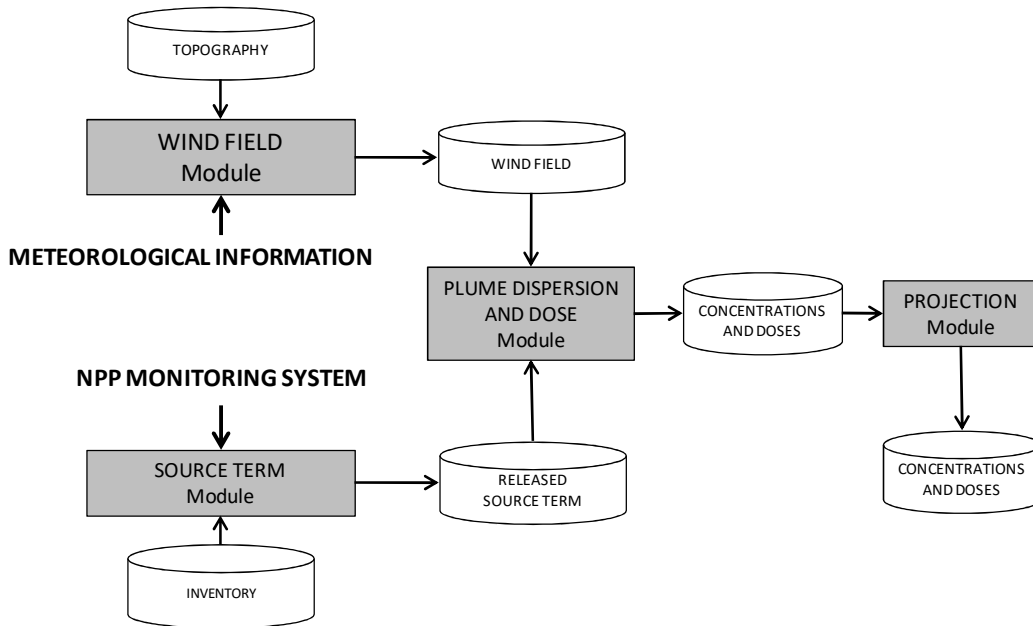 TOPOGRAPHY
WIND FIELD
Module
WIND FIELD
METEOROLOGICAL INFORMATION
PLUME DISPERSION
AND DOSE
Module
CONCENTRATIONS
AND DOSES
PROJECTION
Module
NPP MONITORING SYSTEM
SOURCE TERM
Module
RELEASED
SOURCE TERM
CONCENTRATIONS
AND DOSES
INVENTORY